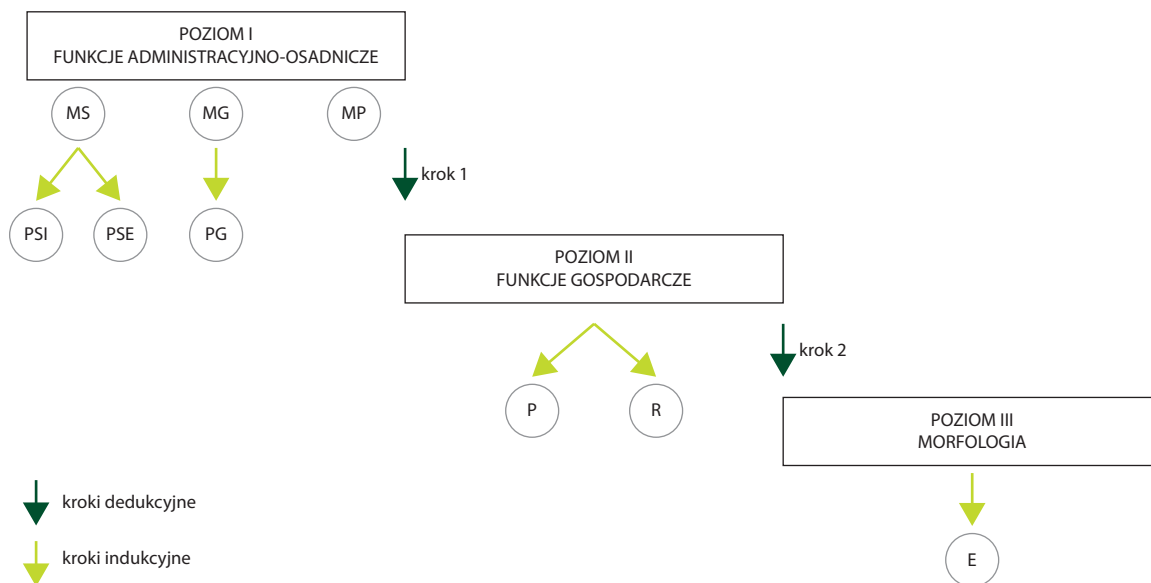 POZIOM I
FUNKCJE ADMINISTRACYJNO-OSADNICZE
MS
MG
MP
krok 1
PSI
PSE
PG
POZIOM II
FUNKCJE GOSPODARCZE
krok 2
P
R
POZIOM III
MORFOLOGIA
kroki dedukcyjne
kroki indukcyjne
E